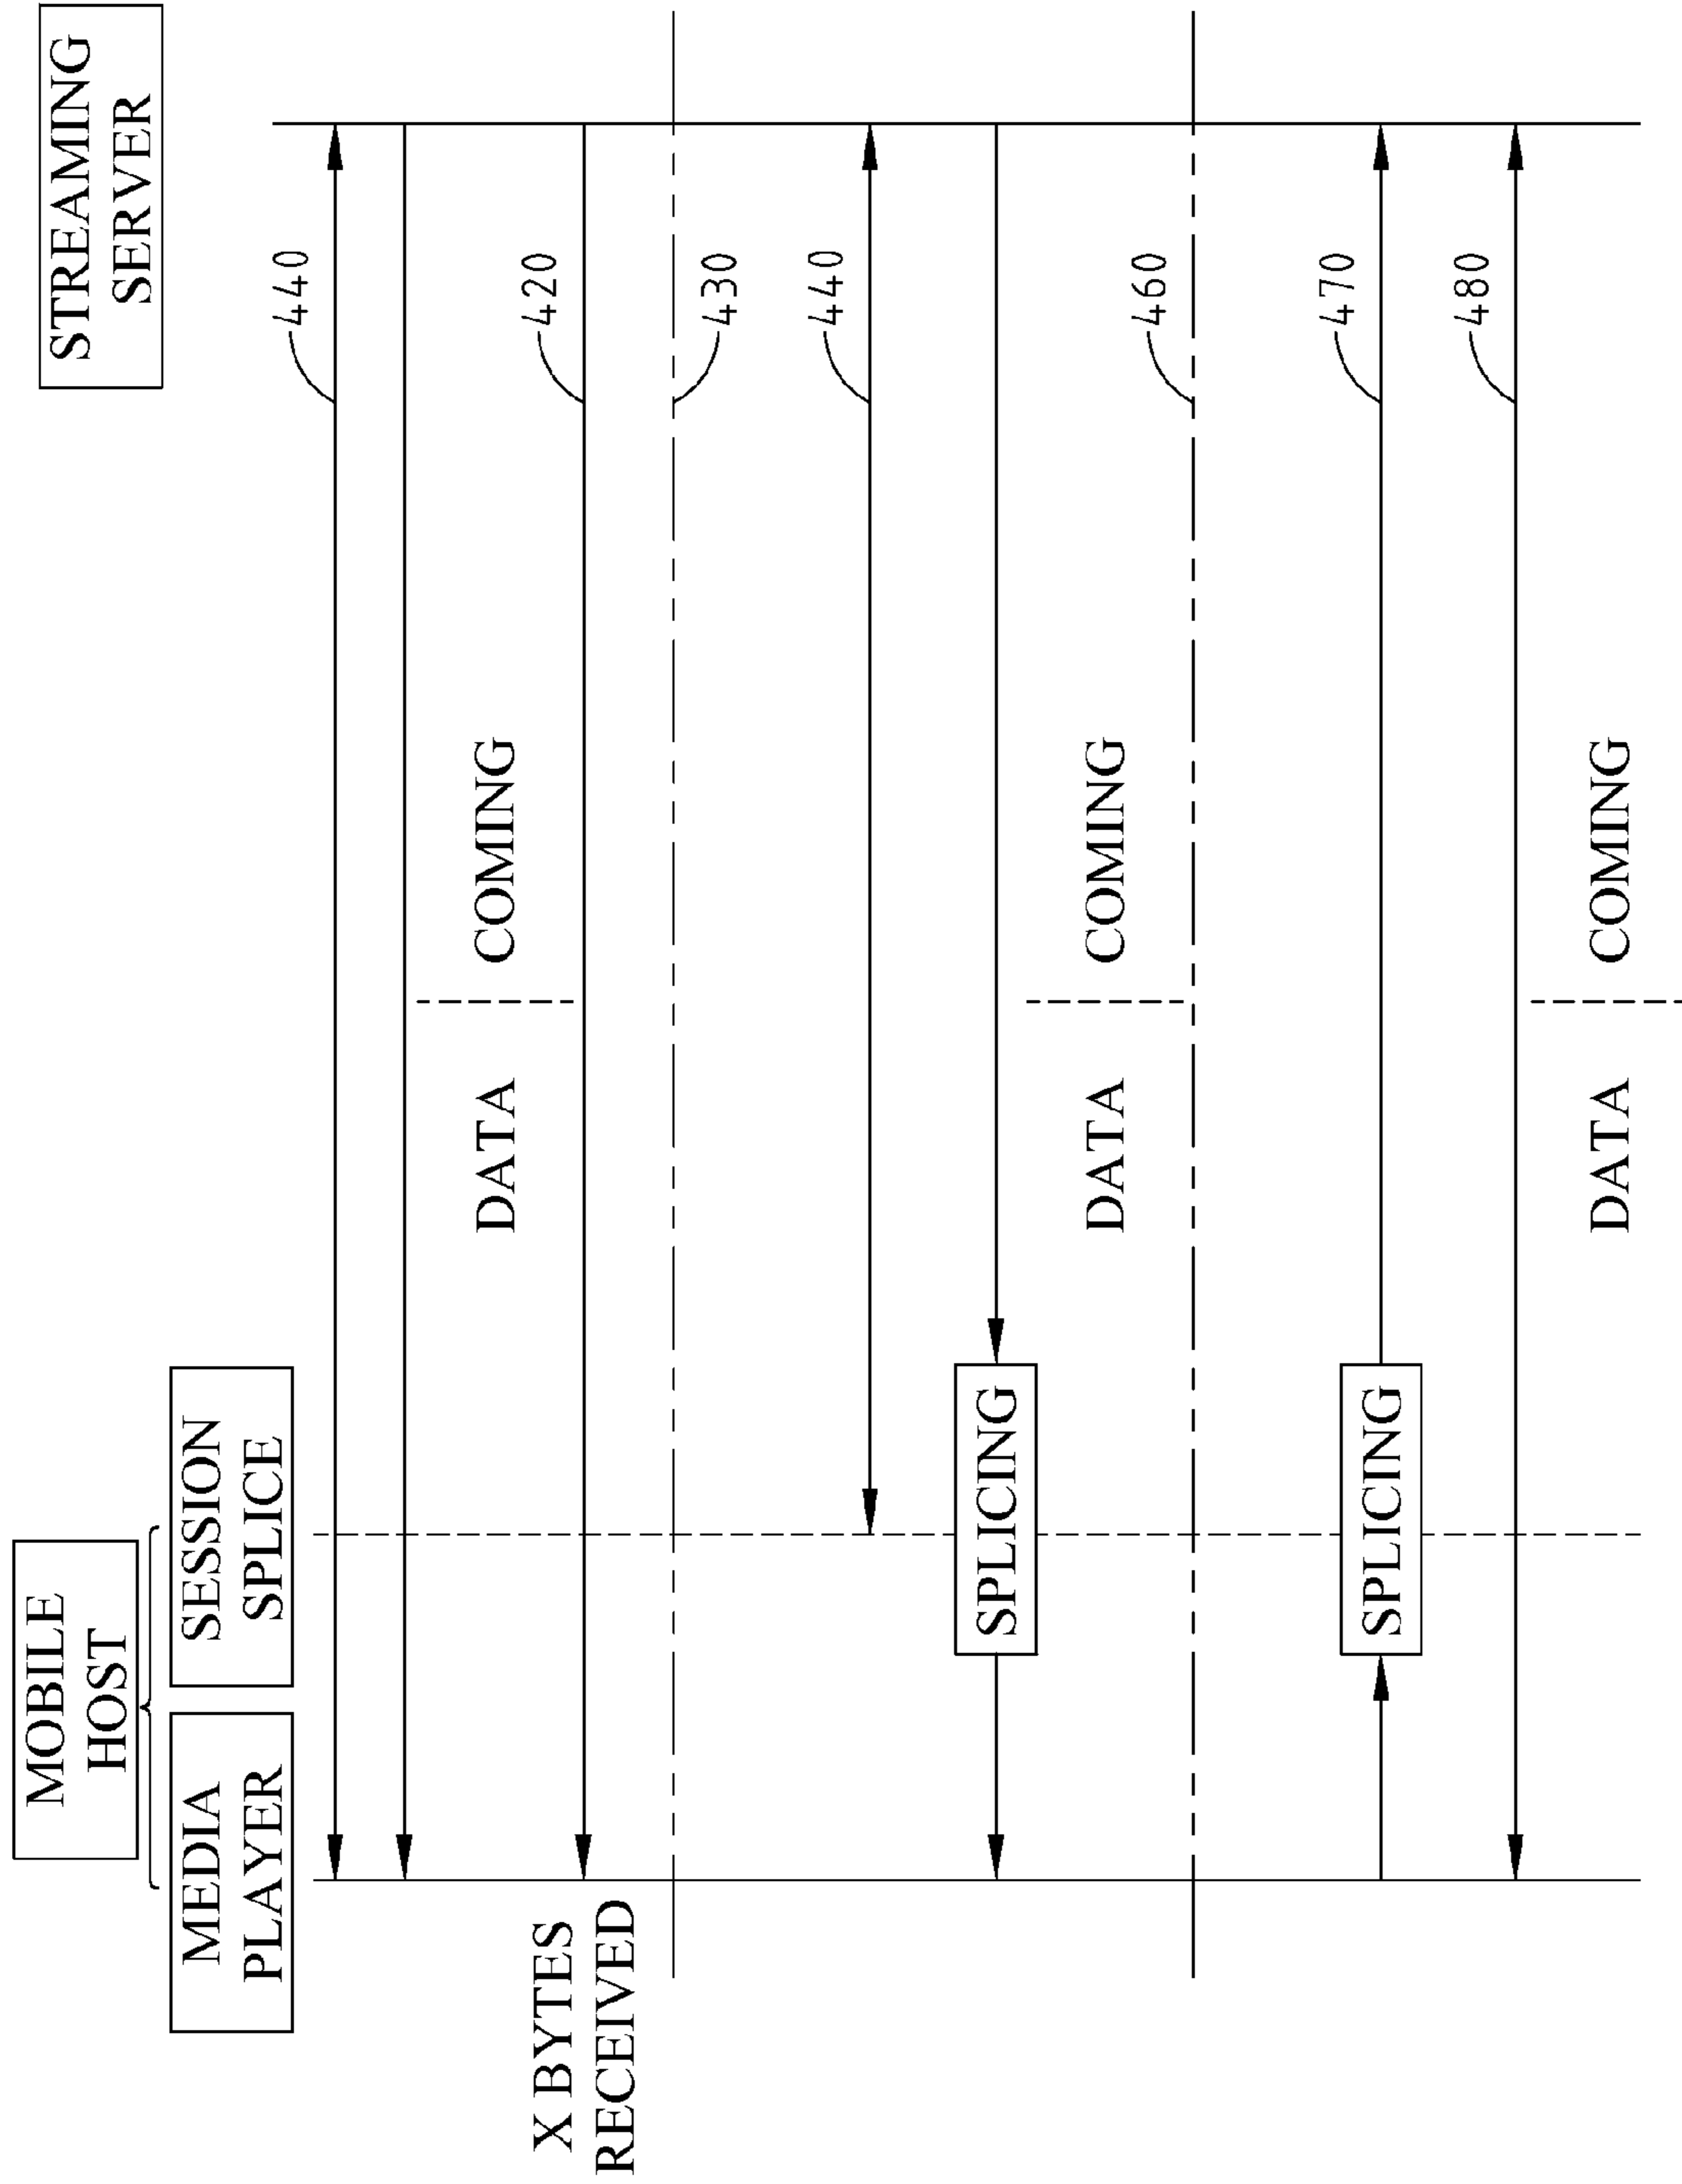 MOBILE
HOST
STREAMING
SERVER
MEDIA
PLAYER
SESSION
SPLICE
440
DATA COMING
420
X BYTES
RECEIVED
430
440
SPLICING
DATA COMING
460
SPLICING
470
480
DATA COMING